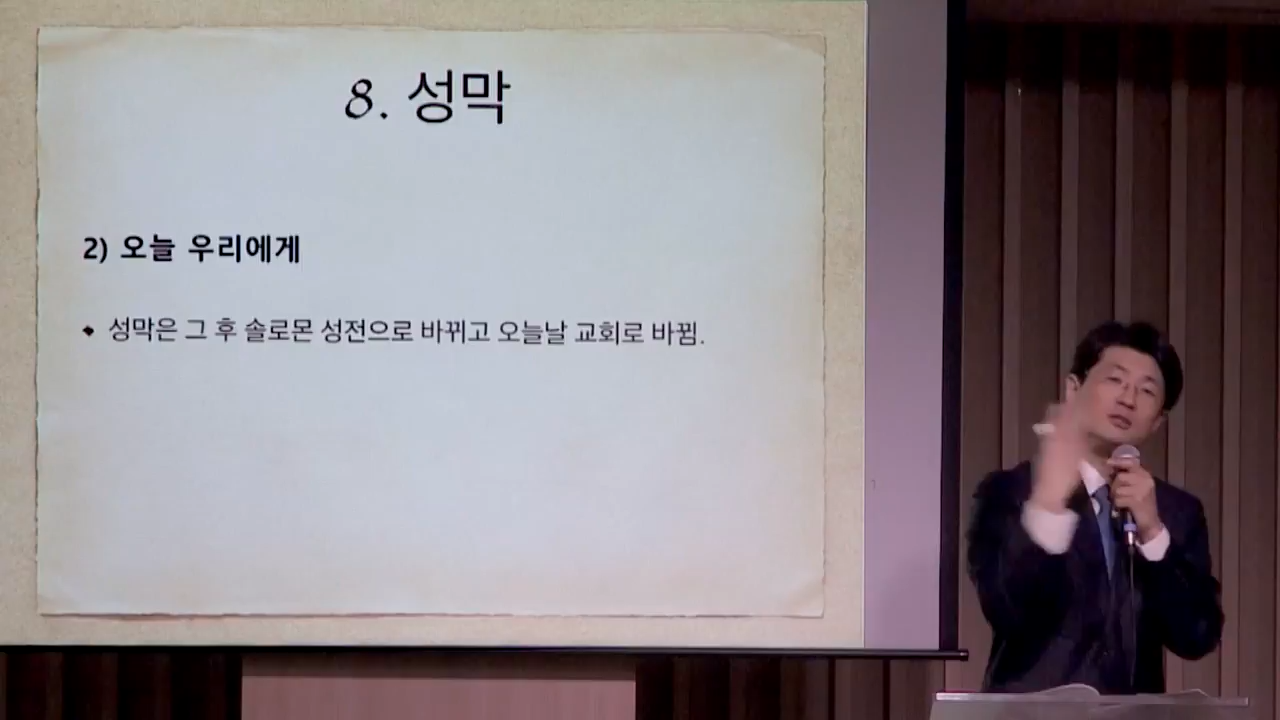 8. 성막
2) 오늘 우리에게
◆ 성막은 그 후 솔로몬 성전으로 바뀌고 오늘날 교회로 바뀜.